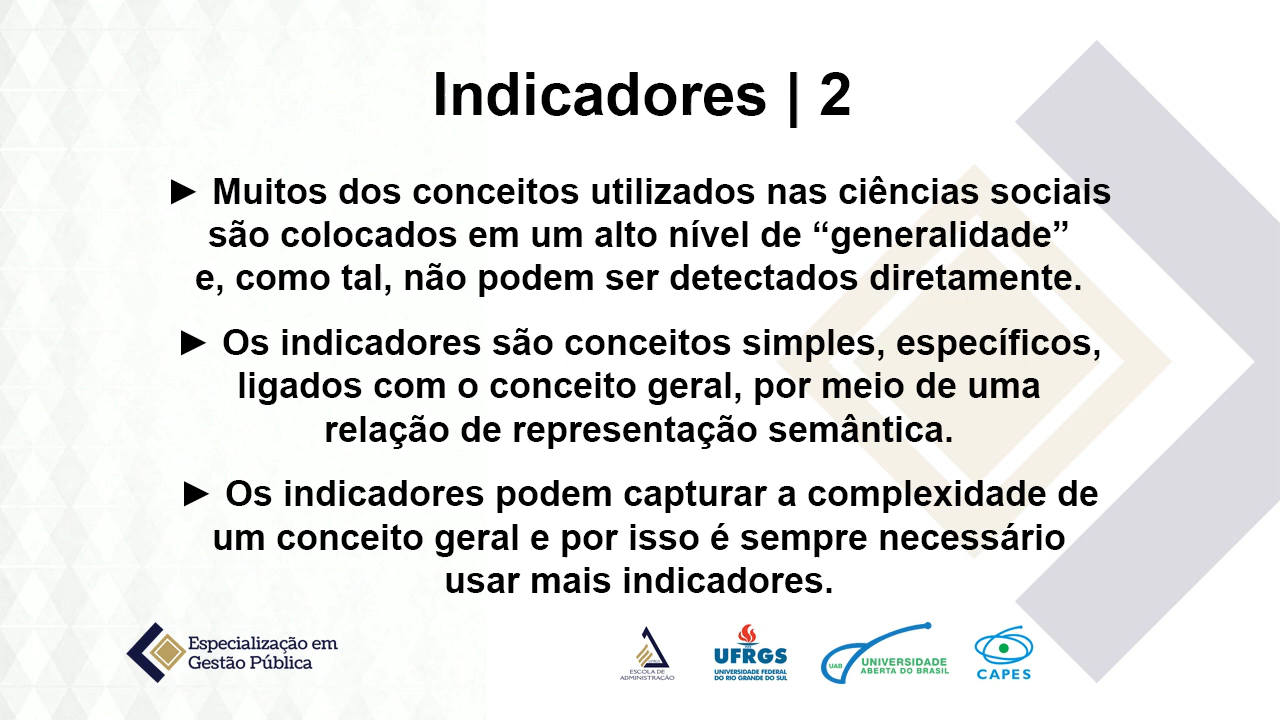 Indicadores | 2
► Muitos dos conceitos utilizados nas ciências sociais
são colocados em um alto nível de “generalidade”
e, como tal, não podem ser detectados diretamente.
► Os indicadores são conceitos simples, específicos,
ligados com o conceito geral, por meio de uma
relação de representação semântica.
► Os indicadores podem capturar a complexidade de
um conceito geral e por isso é sempre necessário
usar mais indicadores.
Especialização em
Gestão Pública
ESCOLA DE
ADMINISTRAÇÃO
UFRGS
UNIVERSIDADE FEDERAL
DO RIO GRANDE DO SUL
UAB
UNIVERSIDADE
ABERTA DO BRASIL
CAPES